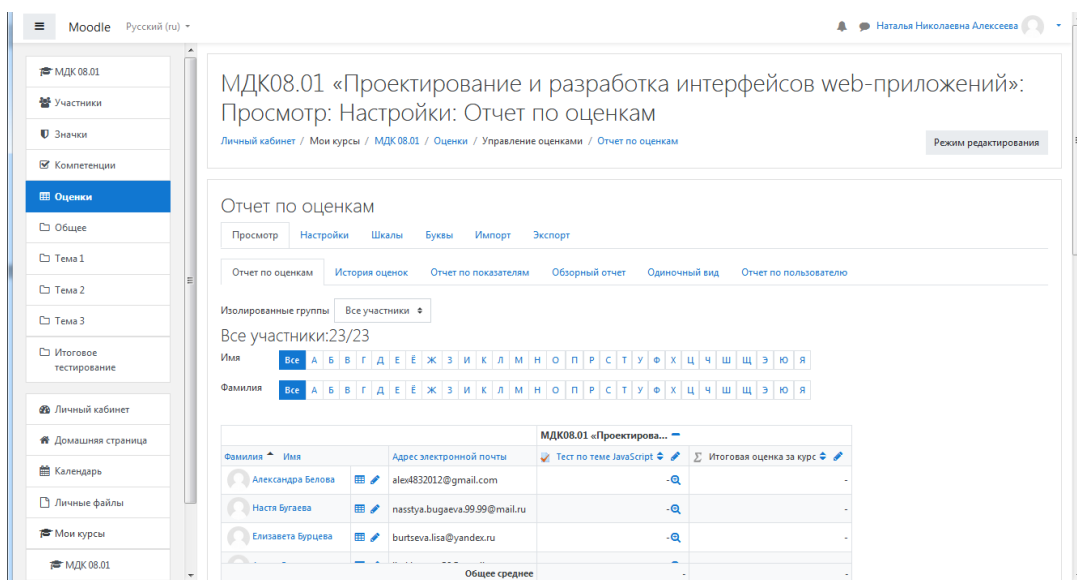 Moodle Русский (ru) Наталья Николаевна Алексеева
МДК 08.01
Участники
Значки
Компетенции
Оценки
Общее
Тема 1
Тема 2
Тема 3
Итоговое
тестирование
Личный кабинет
Домашняя страница
Календарь
Личные файлы
Мои курсы
МДК 08.01
МДК08.01 «Проектирование и разработка интерфейсов web-приложений»:
Просмотр: Настройки: Отчет по оценкам
Личный кабинет / Мои курсы / МДК 08.01 / Оценки / Управление оценками / Отчет по оценкам
Режим редактирования
Отчет по оценкам
Просмотр Настройки Шкалы Буквы Импорт Экспорт
Отчет по оценкам История оценок Отчет по показателям Обзорный отчет Одиночный вид Отчет по пользователю
Изолированные группы Все участники
Все участники:23/23
Имя Все А Б В Г Д Е Ё Ж З И К Л М Н О П Р С Т У Ф Х Ц Ч Ш Щ Э Ю Я
Фамилия Все А Б В Г Д Е Ё Ж З И К Л М Н О П Р С Т У Ф Х Ц Ч Ш Щ Э Ю Я
МДК08.01 «Проектирова...
Фамилия Имя Адрес электронной почты Тест по теме JavaScript Σ Итоговая оценка за курс
Александра Белова alex4832012@gmail.com - -
Настя Бугаева nasstya.bugaeva.99.99@mail.ru - -
Елизавета Бурцева burtseva.lisa@yandex.ru - -
Общее среднее - -